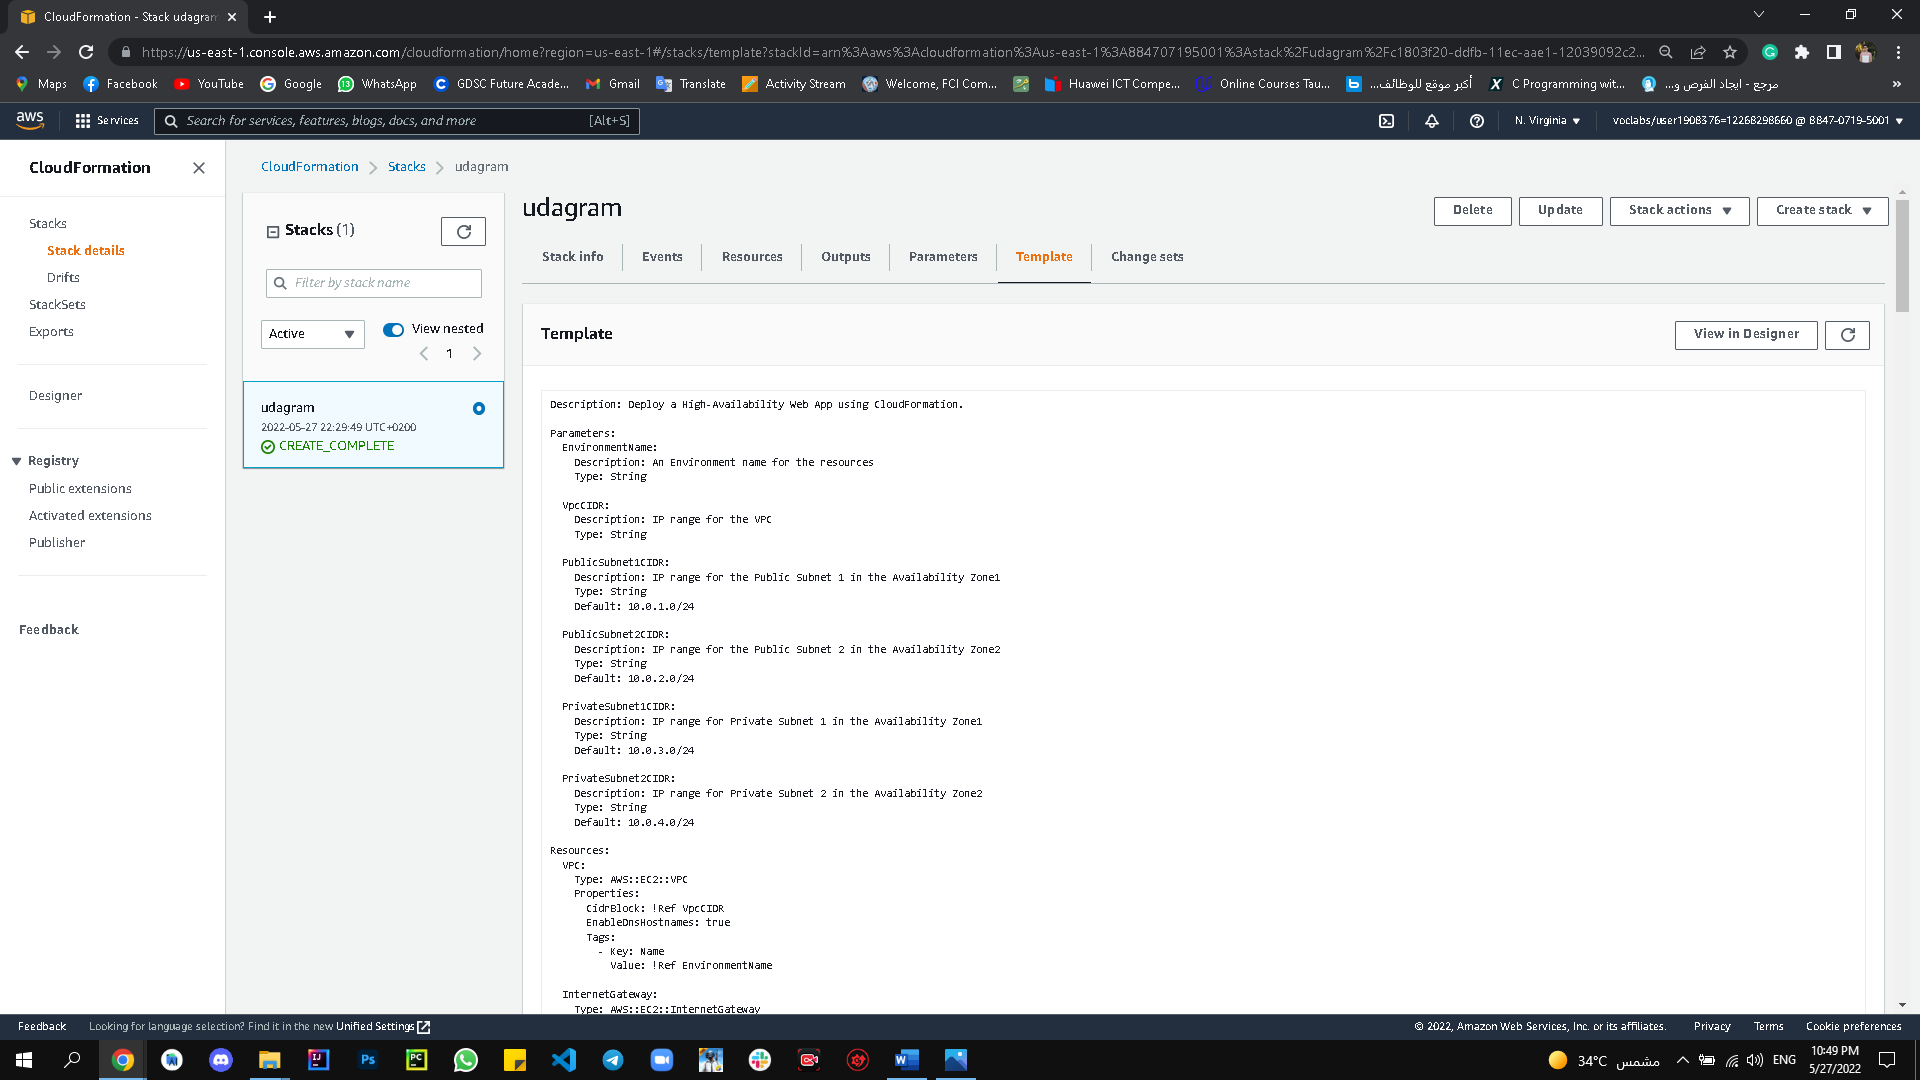 CloudFormation - Stack udagram
https://us-east-1.console.aws.amazon.com/cloudformation/home?region=us-east-1#/stacks/template?stackId=arn%3Aaws%3Acloudformation%3Aus-east-1%3A884707195001%3Astack%2Fudagram%2Fc1803f20-ddfb-11ec-aae1-12039092c2...
Maps Facebook YouTube Google WhatsApp GDSC Future Acade... Gmail Translate Activity Stream Welcome, FCI Com... Huawei ICT Compe... Online Courses Tau... أكبر موقع للوظائف... C Programming wit... مرجع - ايجاد الفرص و... »
aws Services Search for services, features, blogs, docs, and more [Alt+S] N. Virginia voclabs/user1908376=12268298660 @ 8847-0719-5001
CloudFormation
Stacks
Stack details
Drifts
StackSets
Exports
Designer
Registry
Public extensions
Activated extensions
Publisher
Feedback
CloudFormation Stacks udagram
Stacks (1)
Filter by stack name
Active View nested
1
udagram
2022-05-27 22:29:49 UTC+0200
CREATE_COMPLETE
udagram
Delete Update Stack actions Create stack
Stack info Events Resources Outputs Parameters Template Change sets
Template View in Designer
Description: Deploy a High-Availability Web App using CloudFormation.
Parameters:
EnvironmentName:
Description: An Environment name for the resources
Type: String
VpcCIDR:
Description: IP range for the VPC
Type: String
PublicSubnet1CIDR:
Description: IP range for the Public Subnet 1 in the Availability Zone1
Type: String
Default: 10.0.1.0/24
PublicSubnet2CIDR:
Description: IP range for the Public Subnet 2 in the Availability Zone2
Type: String
Default: 10.0.2.0/24
PrivateSubnet1CIDR:
Description: IP range for Private Subnet 1 in the Availability Zone1
Type: String
Default: 10.0.3.0/24
PrivateSubnet2CIDR:
Description: IP range for Private Subnet 2 in the Availability Zone2
Type: String
Default: 10.0.4.0/24
Resources:
VPC:
Type: AWS::EC2::VPC
Properties:
CidrBlock: !Ref VpcCIDR
EnableDnsHostnames: true
Tags:
- Key: Name
Value: !Ref EnvironmentName
InternetGateway:
Type: AWS::EC2::InternetGateway
Feedback Looking for language selection? Find it in the new Unified Settings © 2022, Amazon Web Services, Inc. or its affiliates. Privacy Terms Cookie preferences
34°C مشمس ENG 10:49 PM
5/27/2022